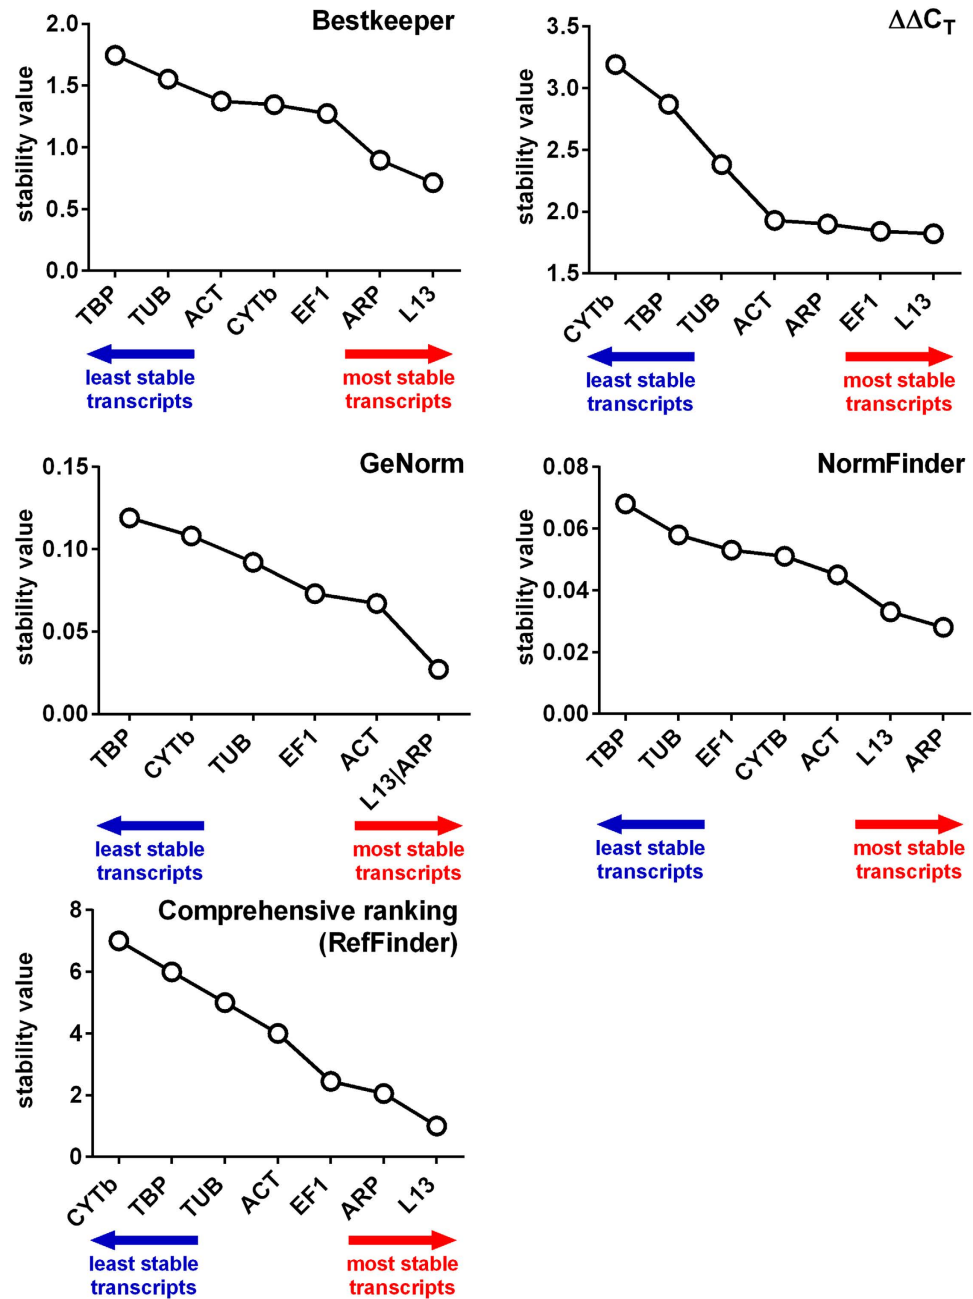 Bestkeeper
stability value
2.0
1.5
1.0
0.5
0.0
TBP
TUB
ACT
CYTb
EF1
ARP
L13
least stable
transcripts
most stable
transcripts
ΔΔC_T
stability value
3.5
3.0
2.5
2.0
1.5
CYTb
TBP
TUB
ACT
ARP
EF1
L13
least stable
transcripts
most stable
transcripts
GeNorm
stability value
0.15
0.10
0.05
0.00
TBP
CYTb
TUB
EF1
ACT
L13|ARP
least stable
transcripts
most stable
transcripts
NormFinder
stability value
0.08
0.06
0.04
0.02
0.00
TBP
TUB
EF1
CYTB
ACT
L13
ARP
least stable
transcripts
most stable
transcripts
Comprehensive ranking
(RefFinder)
stability value
8
6
4
2
0
CYTb
TBP
TUB
ACT
EF1
ARP
L13
least stable
transcripts
most stable
transcripts